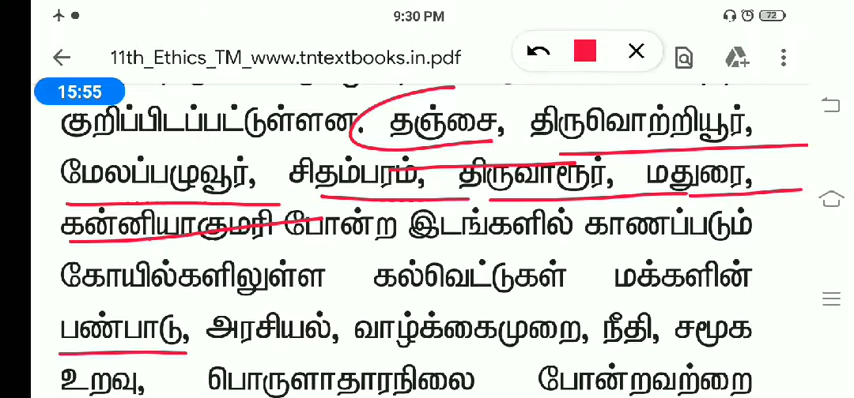 9:30 PM
72
11th_Ethics_TM_www.tntextbooks.in.pdf
15:55
குறிப்பிடப்பட்டுள்ளன. தஞ்சை, திருவொற்றியூர்,
மேலப்பழுவூர், சிதம்பரம், திருவாரூர், மதுரை,
கன்னியாகுமரி போன்ற இடங்களில் காணப்படும்
கோயில்களிலுள்ள கல்வெட்டுகள் மக்களின்
பண்பாடு, அரசியல், வாழ்க்கைமுறை, நீதி, சமூக
உறவு, பொருளாதாரநிலை போன்றவற்றை